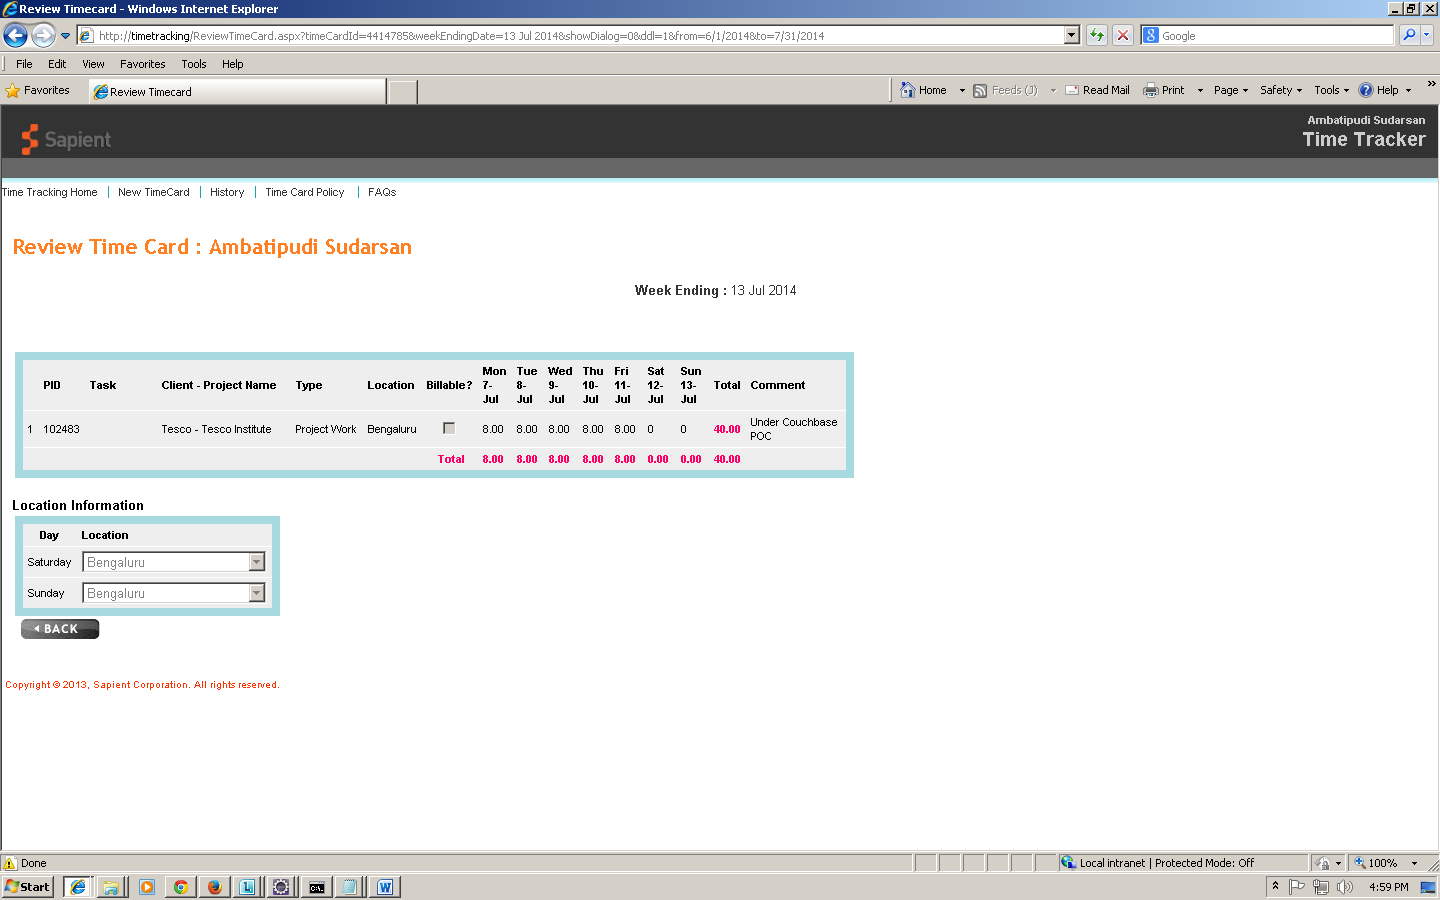 Review Timecard - Windows Internet Explorer
http://timetracking/ReviewTimeCard.aspx?timeCardId=4414785&weekEndingDate=13 Jul 2014&showDialog=0&ddl=1&from=6/1/2014&to=7/31/2014
Google
File Edit View Favorites Tools Help
Favorites Review Timecard Home Feeds (J) Read Mail Print Page Safety Tools Help
Sapient
Ambatipudi Sudarsan
Time Tracker
Time Tracking Home New TimeCard History Time Card Policy FAQs
Review Time Card : Ambatipudi Sudarsan
Week Ending : 13 Jul 2014
PID Task Client - Project Name Type Location Billable? Mon 7-Jul Tue 8-Jul Wed 9-Jul Thu 10-Jul Fri 11-Jul Sat 12-Jul Sun 13-Jul Total Comment
1 102483 Tesco - Tesco Institute Project Work Bengaluru 8.00 8.00 8.00 8.00 8.00 0 0 40.00 Under Couchbase POC
Total 8.00 8.00 8.00 8.00 8.00 0.00 0.00 40.00
Location Information
Day Location
Saturday Bengaluru
Sunday Bengaluru
BACK
Copyright © 2013, Sapient Corporation. All rights reserved.
Done Local intranet | Protected Mode: Off 100%
Start 4:59 PM